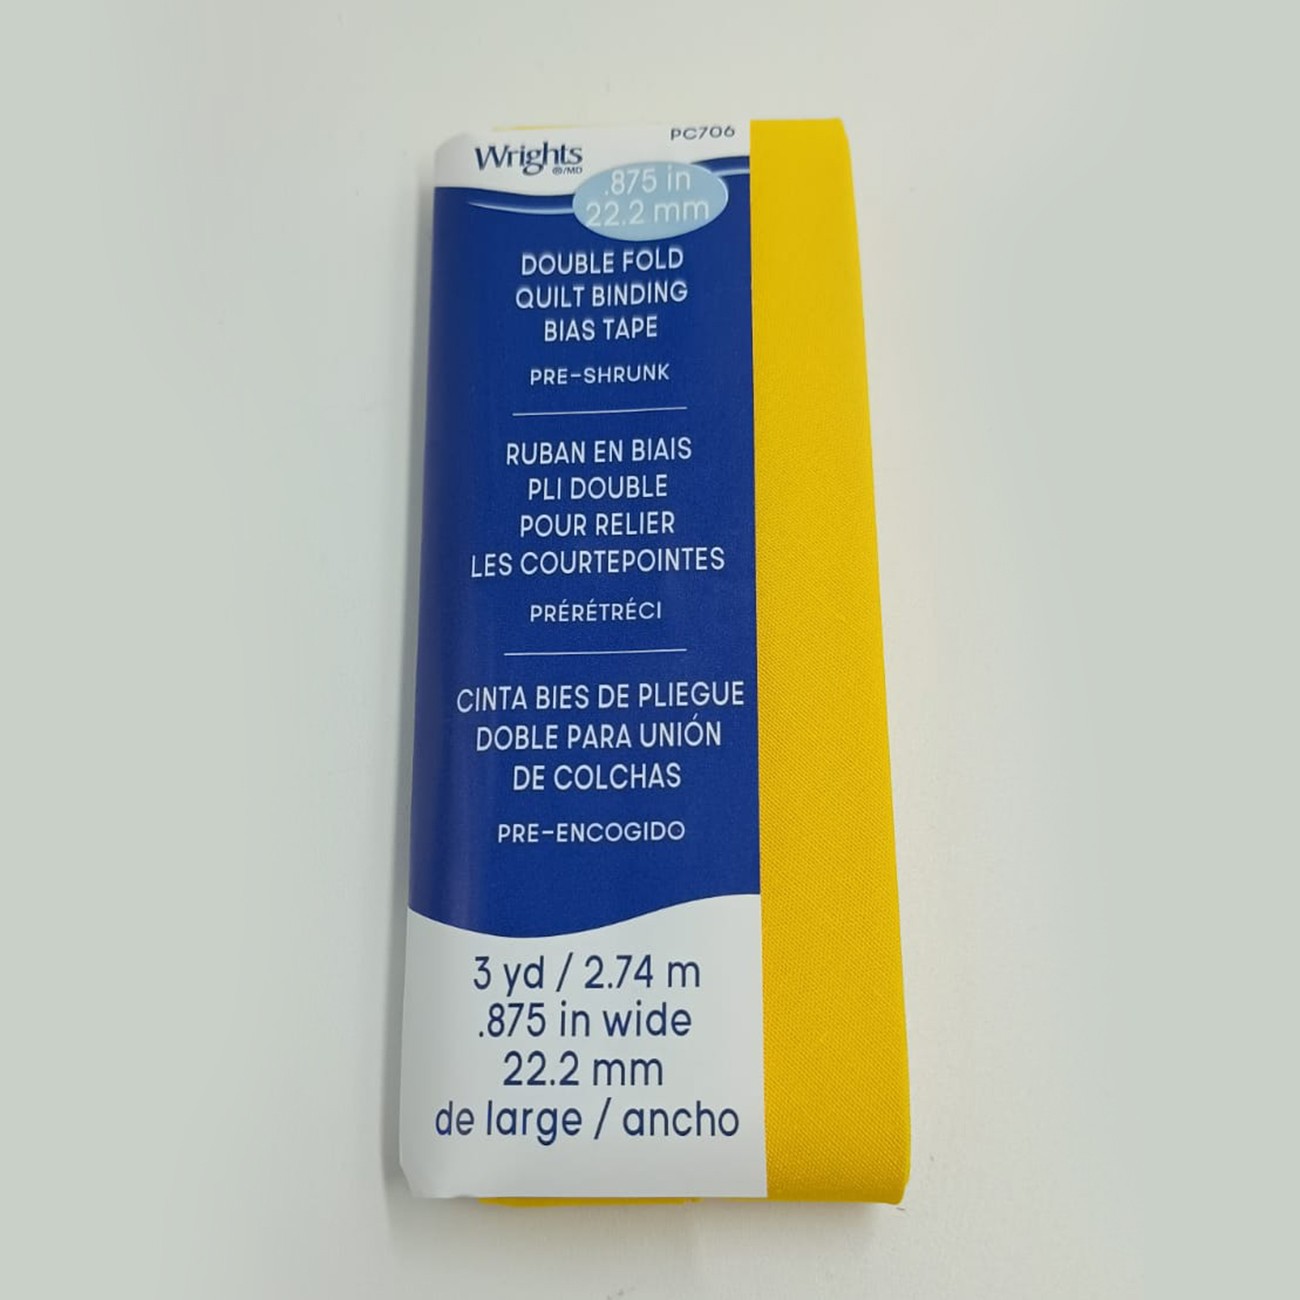 PC706
Wrights
®/MD
.875 in
22.2 mm
DOUBLE FOLD
QUILT BINDING
BIAS TAPE
PRE-SHRUNK
RUBAN EN BIAIS
PLI DOUBLE
POUR RELIER
LES COURTEPOINTES
PRÉRÉTRÉCI
CINTA BIES DE PLIEGUE
DOBLE PARA UNIÓN
DE COLCHAS
PRE-ENCOGIDO
3 yd / 2.74 m
.875 in wide
22.2 mm
de large / ancho